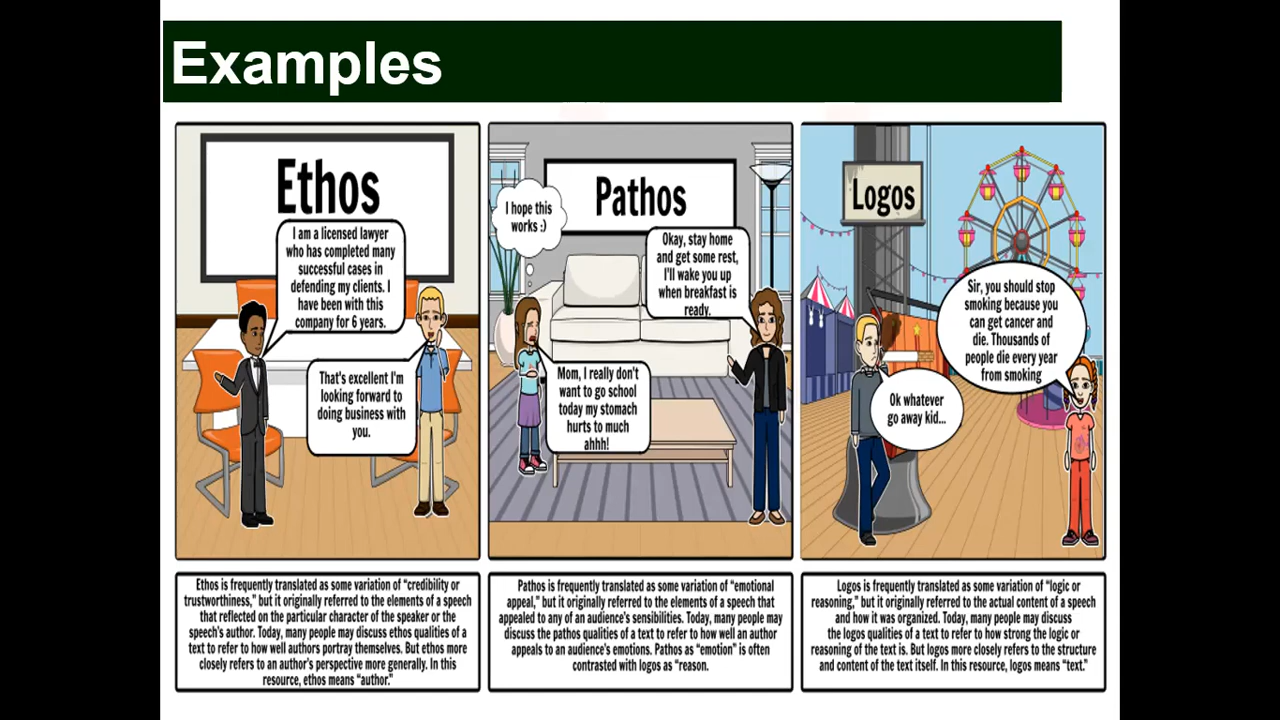 Examples
Ethos
I am a licensed lawyer
who has completed many
successful cases in
defending my clients. I
have been with this
company for 6 years.
That's excellent I'm
looking forward to
doing business with
you.
Ethos is frequently translated as some variation of “credibility or
trustworthiness,” but it originally referred to the elements of a speech
that reflected on the particular character of the speaker or the
speech's author. Today, many people may discuss ethos qualities of a
text to refer to how well authors portray themselves. But ethos more
closely refers to an author's perspective more generally. In this
resource, ethos means “author.”
Pathos
I hope this
works :)
Mom, I really don't
want to go school
today my stomach
hurts to much
ahhh!
Okay, stay home
and get some rest,
I'll wake you up
when breakfast is
ready.
Pathos is frequently translated as some variation of “emotional
appeal,” but it originally referred to the elements of a speech that
appealed to any of an audience's sensibilities. Today, many people may
discuss the pathos qualities of a text to refer to how well an author
appeals to an audience's emotions. Pathos as “emotion” is often
contrasted with logos as “reason.
Logos
Sir, you should stop
smoking because you
can get cancer and
die. Thousands of
people die every year
from smoking
Ok whatever
go away kid...
Logos is frequently translated as some variation of “logic or
reasoning,” but it originally referred to the actual content of a speech
and how it was organized. Today, many people may discuss
the logos qualities of a text to refer to how strong the logic or
reasoning of the text is. But logos more closely refers to the structure
and content of the text itself. In this resource, logos means “text.”